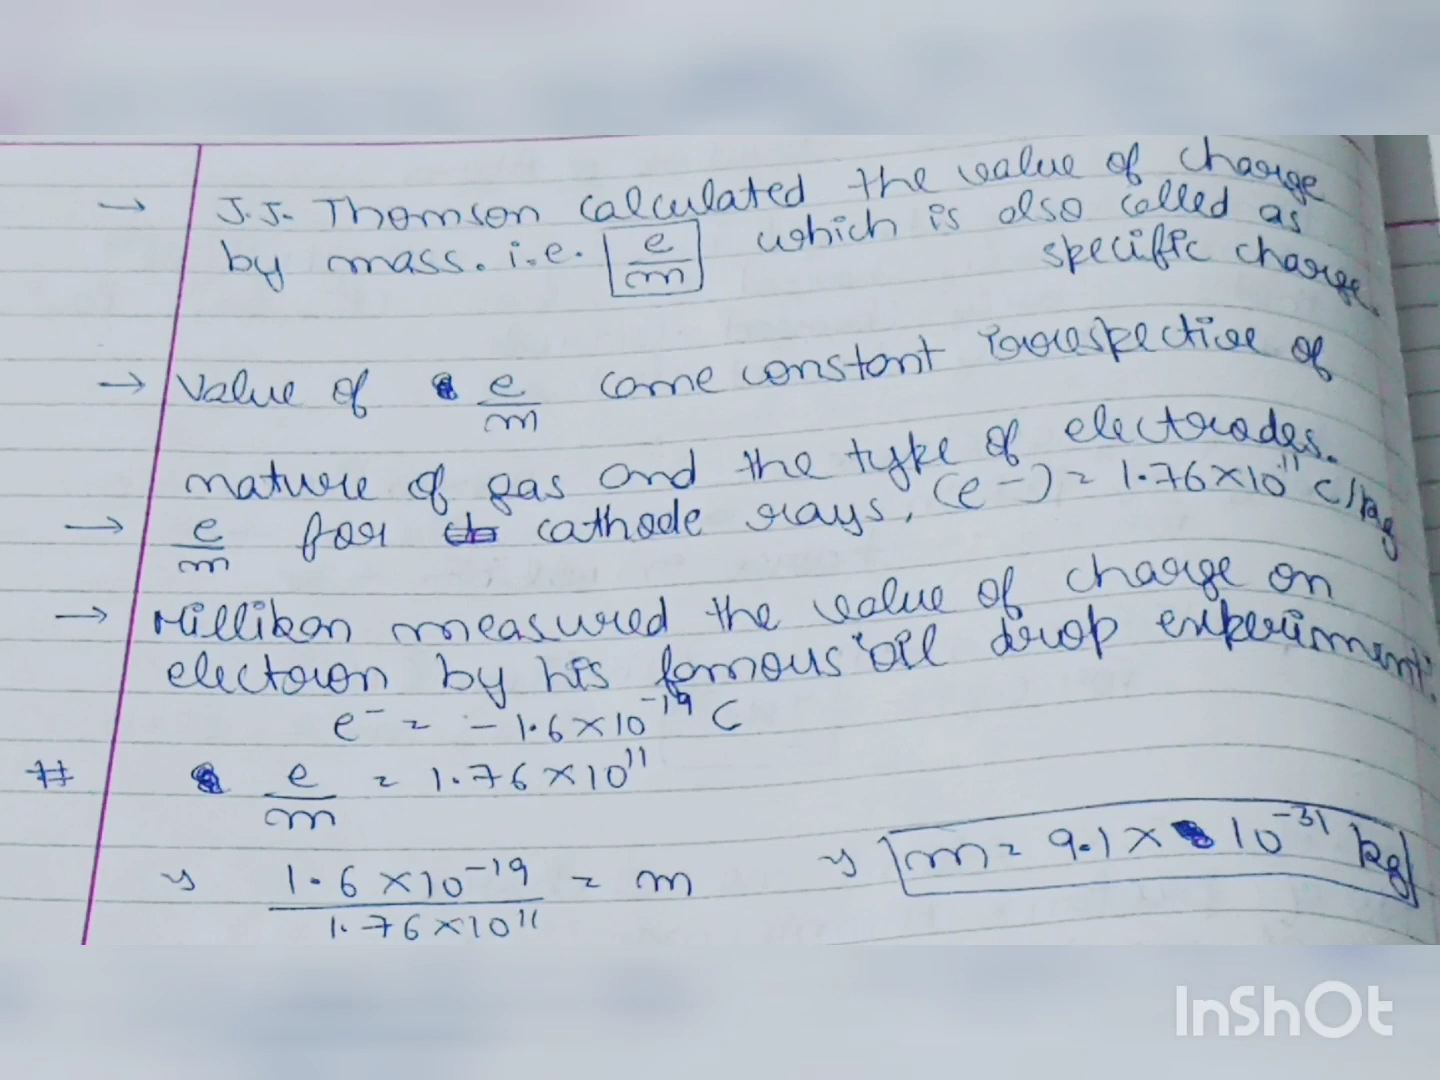 → J.J. Thomson calculated the value of charge
by mass. i.e. e/m which is also called as
specific charge.
→ Value of e/m came constant irrespective of
nature of gas and the type of electrodes.
→ e/m for cathode rays, (e-) = 1.76×10¹¹ C/kg
→ Millikan measured the value of charge on
electron by his famous 'oil drop experiment'.
e⁻ = -1.6×10⁻¹⁹ C
# e/m = 1.76×10¹¹
⇒ 1.6×10⁻¹⁹/1.76×10¹¹ = m ⇒ m = 9.1×10⁻³¹ kg
InShOt